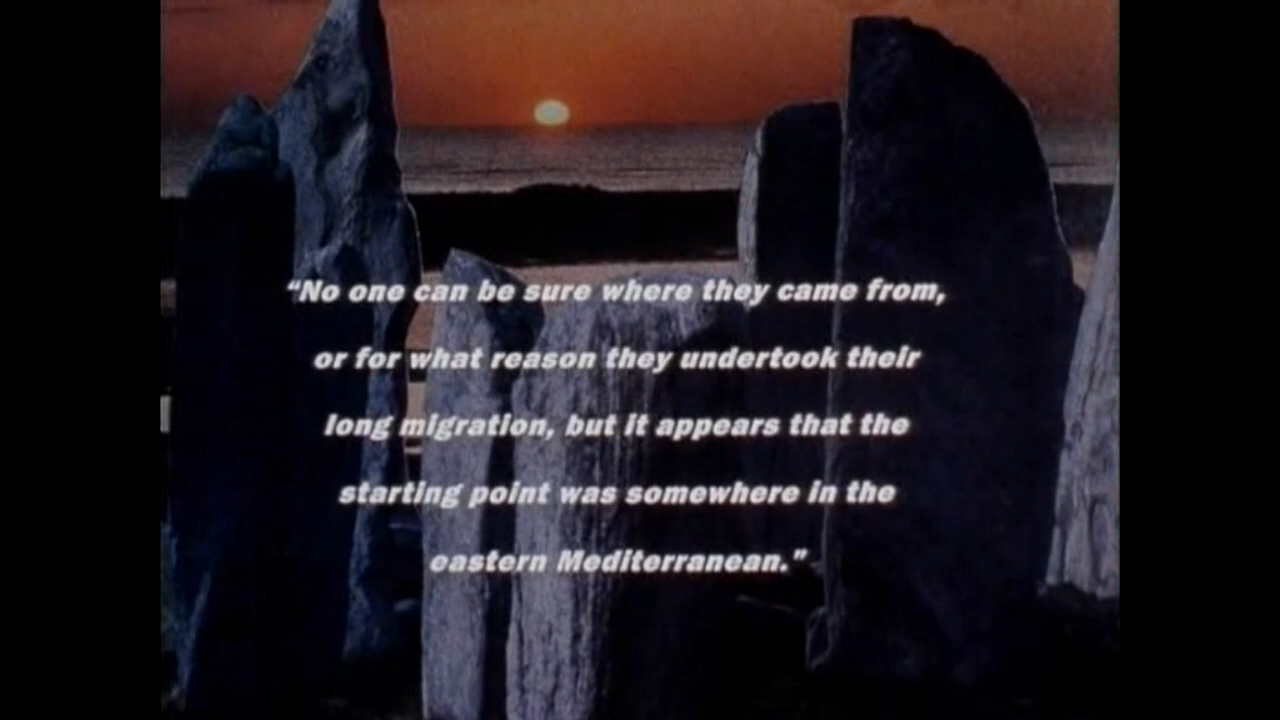 “No one can be sure where they came from,
or for what reason they undertook their
long migration, but it appears that the
starting point was somewhere in the
eastern Mediterranean.”